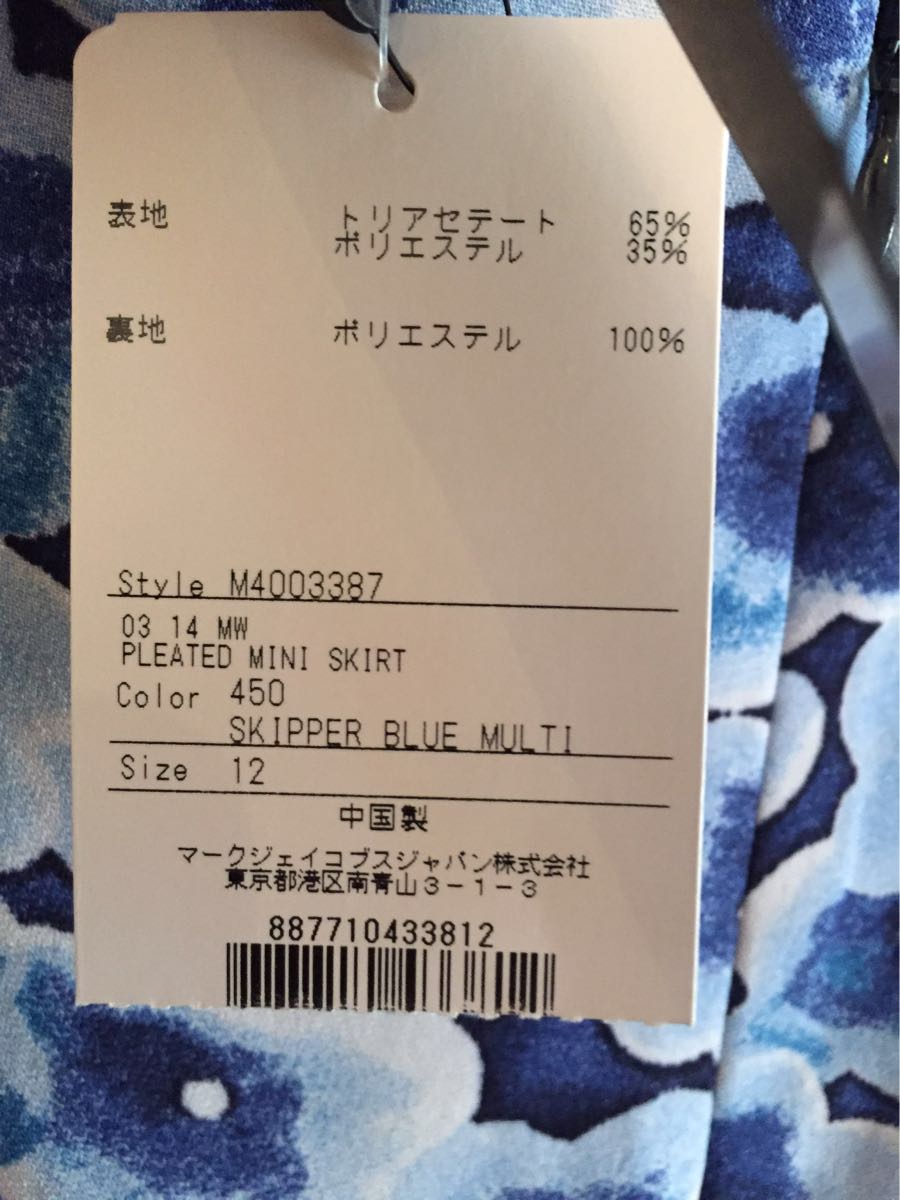 表地 トリアセテート 65%
ポリエステル 35%
裏地 ポリエステル 100%
Style M4003387
03 14 MW
PLEATED MINI SKIRT
Color 450
SKIPPER BLUE MULTI
Size 12
中国製
マークジェイコブスジャパン株式会社
東京都港区南青山3-1-3
887710433812